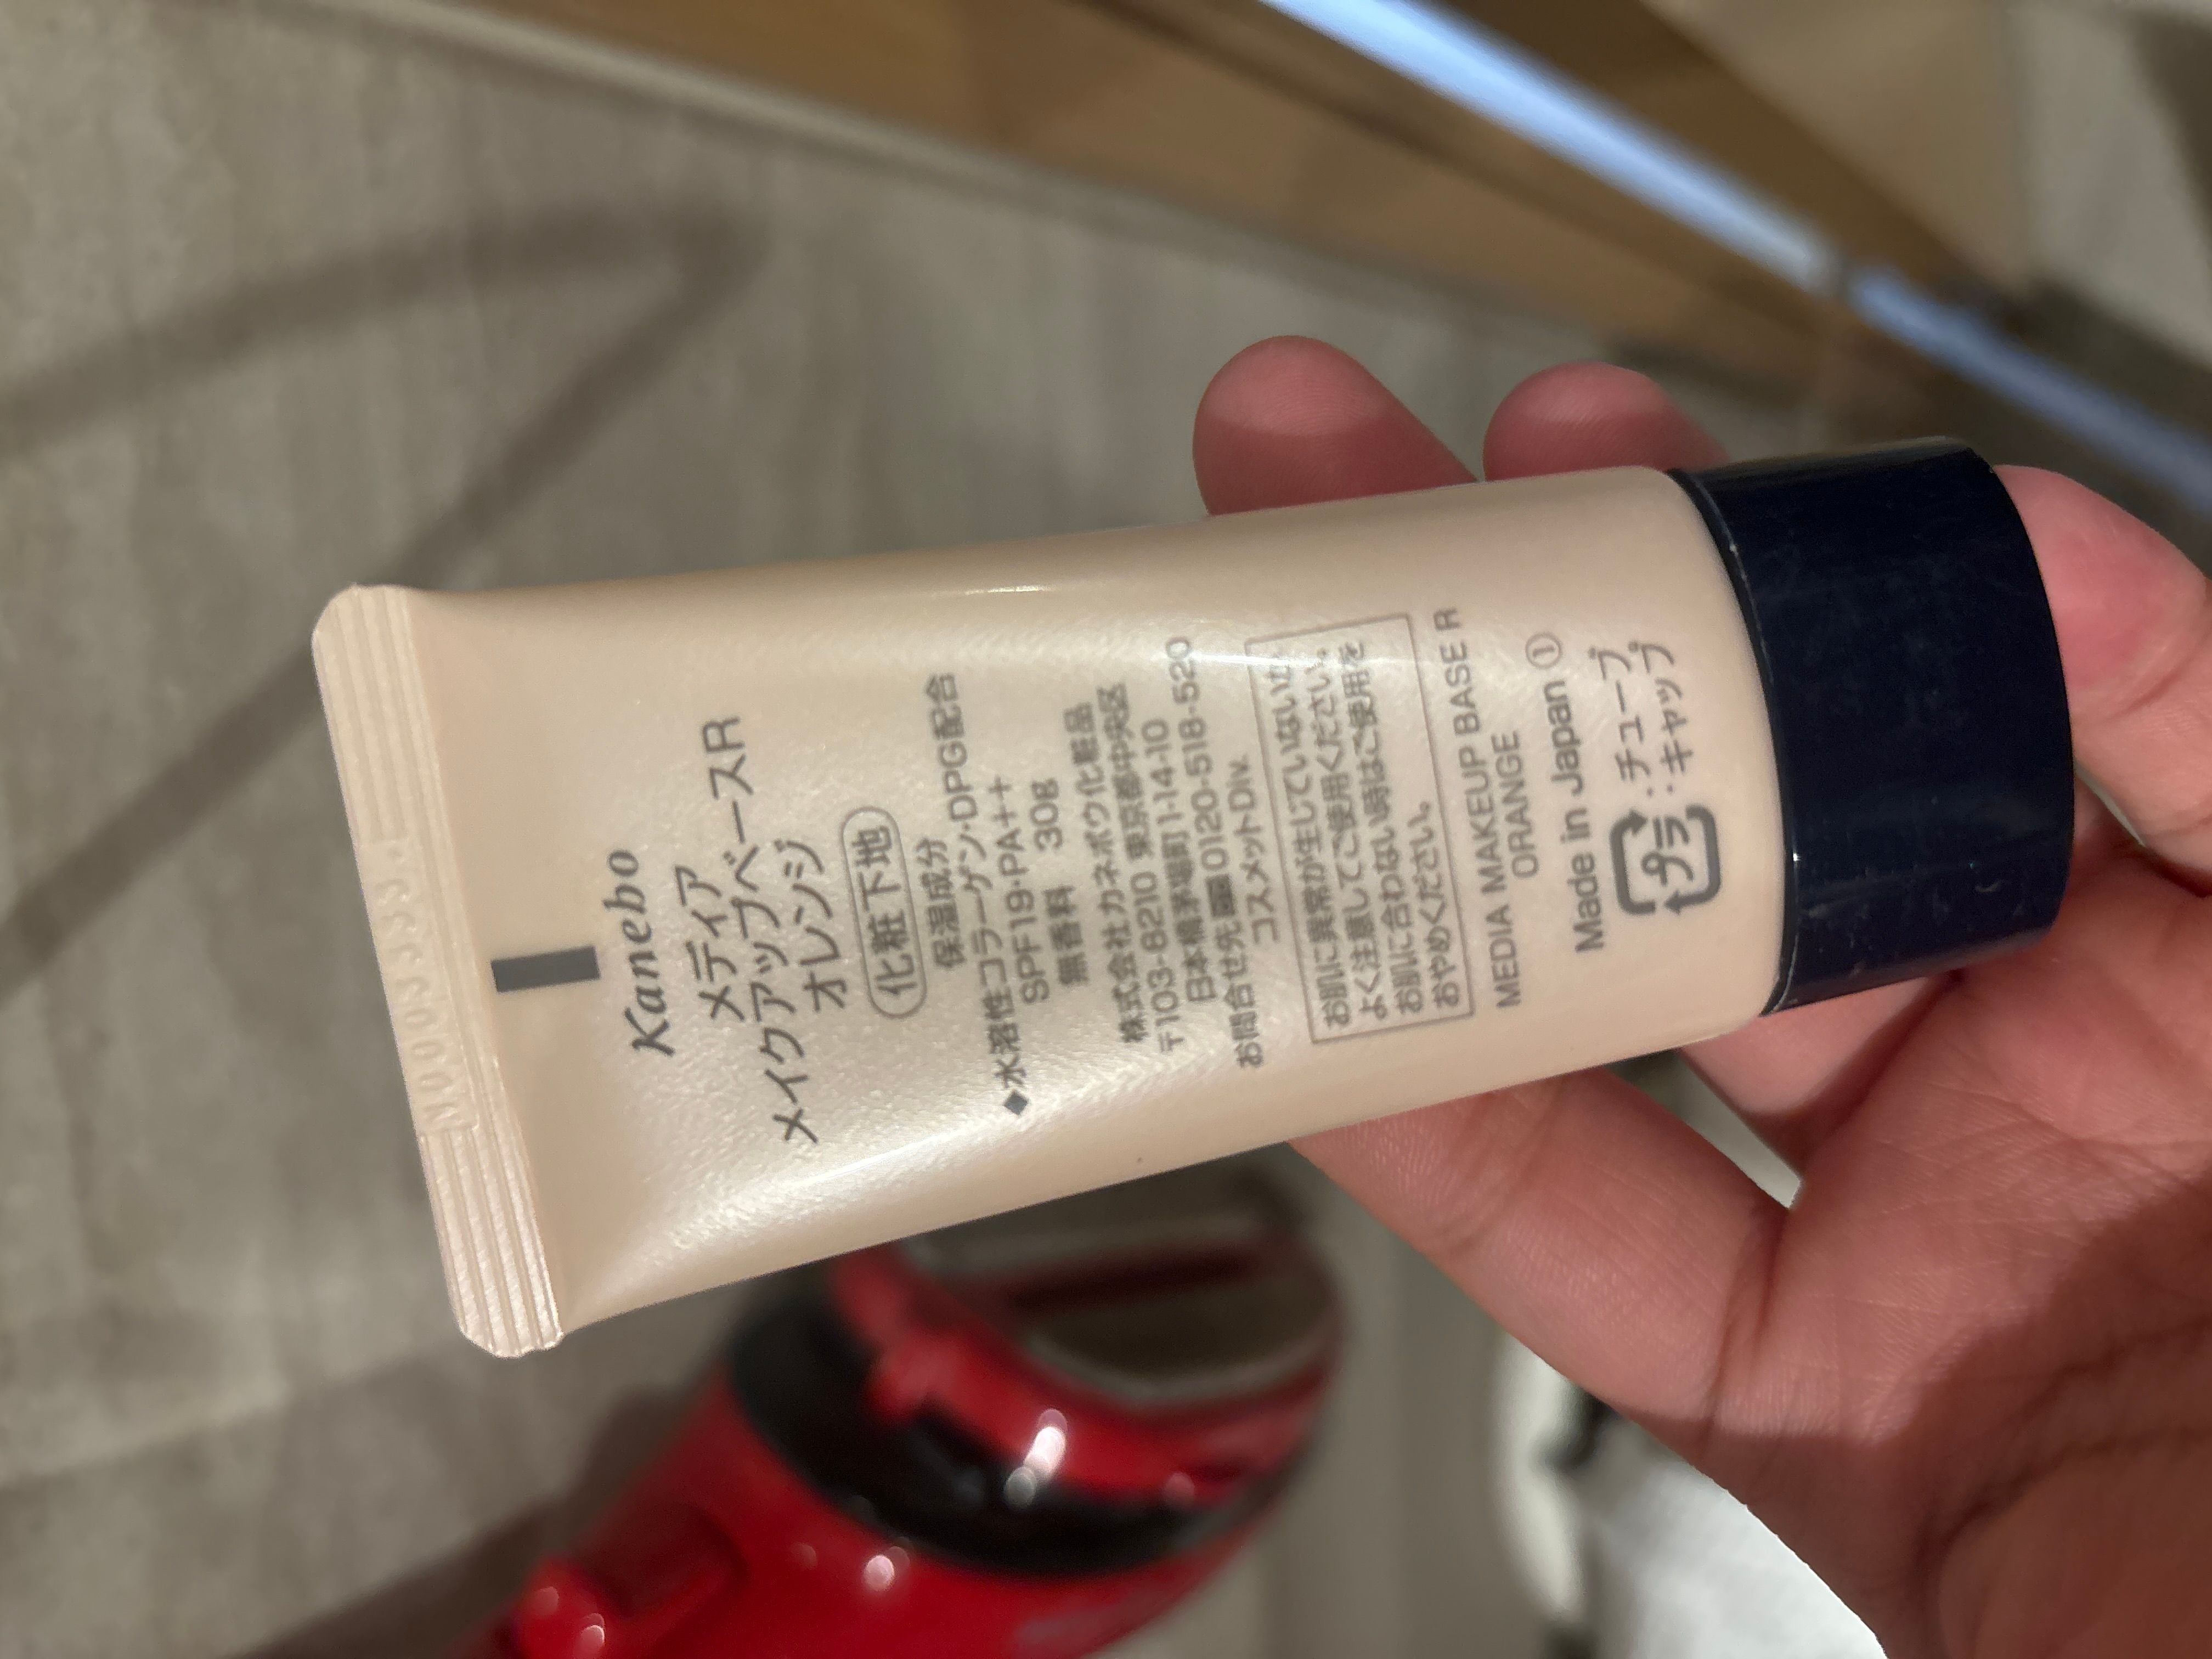 Kanebo
メディア
メイクアップベースR
オレンジ
化粧下地
保湿成分
◆水溶性コラーゲン・DPG配合
SPF19・PA++
無香料 30g
株式会社カネボウ化粧品
〒103-8210 東京都中央区
日本橋茅場町1-14-10
お問合せ先 0120-518-520
コスメットDiv.
お肌に異常が生じていないか
よく注意してご使用ください。
お肌に合わない時はご使用を
おやめください。
MEDIA MAKEUP BASE R
ORANGE
Made in Japan ①
プラ :チューブ
:キャップ